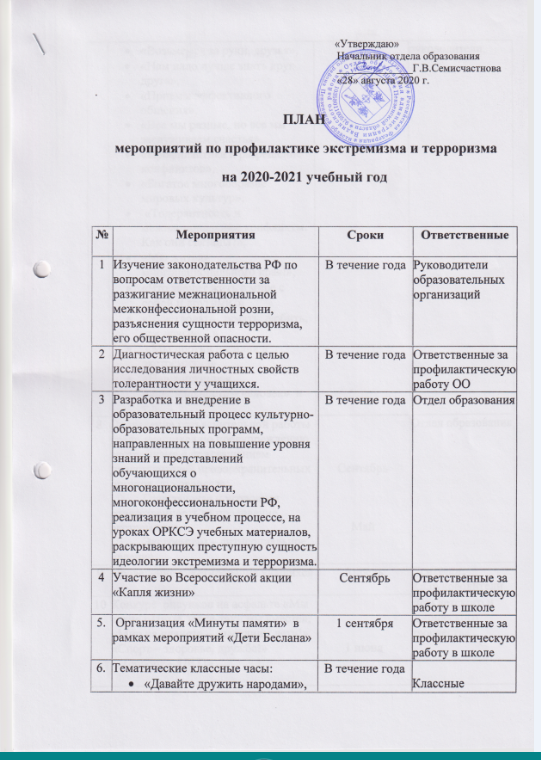 «Утверждаю»
Начальник отдела образования
Г.В.Семисчастнова
«28» августа 2020 г.
ПЛАН
мероприятий по профилактике экстремизма и терроризма
на 2020-2021 учебный год
№ Мероприятия Сроки Ответственные
1 Изучение законодательства РФ по В течение года Руководители
вопросам ответственности за образовательных
разжигание межнациональной организаций
межконфессиональной розни,
разъяснения сущности терроризма,
его общественной опасности.
2 Диагностическая работа с целью В течение года Ответственные за
исследования личностных свойств профилактическую
толерантности у учащихся. работу ОО
3 Разработка и внедрение в В течение года Отдел образования
образовательный процесс культурно-
образовательных программ,
направленных на повышение уровня
знаний и представлений
обучающихся о
многонациональности,
многоконфессиональности РФ,
реализация в учебном процессе, на
уроках ОРКСЭ учебных материалов,
раскрывающих преступную сущность
идеологии экстремизма и терроризма.
4 Участие во Всероссийской акции Сентябрь Ответственные за
«Капля жизни» профилактическую
работу в школе
5. Организация «Минуты памяти» в 1 сентября Ответственные за
рамках мероприятий «Дети Беслана» профилактическую
работу в школе
6. Тематические классные часы: В течение года
• «Давайте дружить народами», Классные